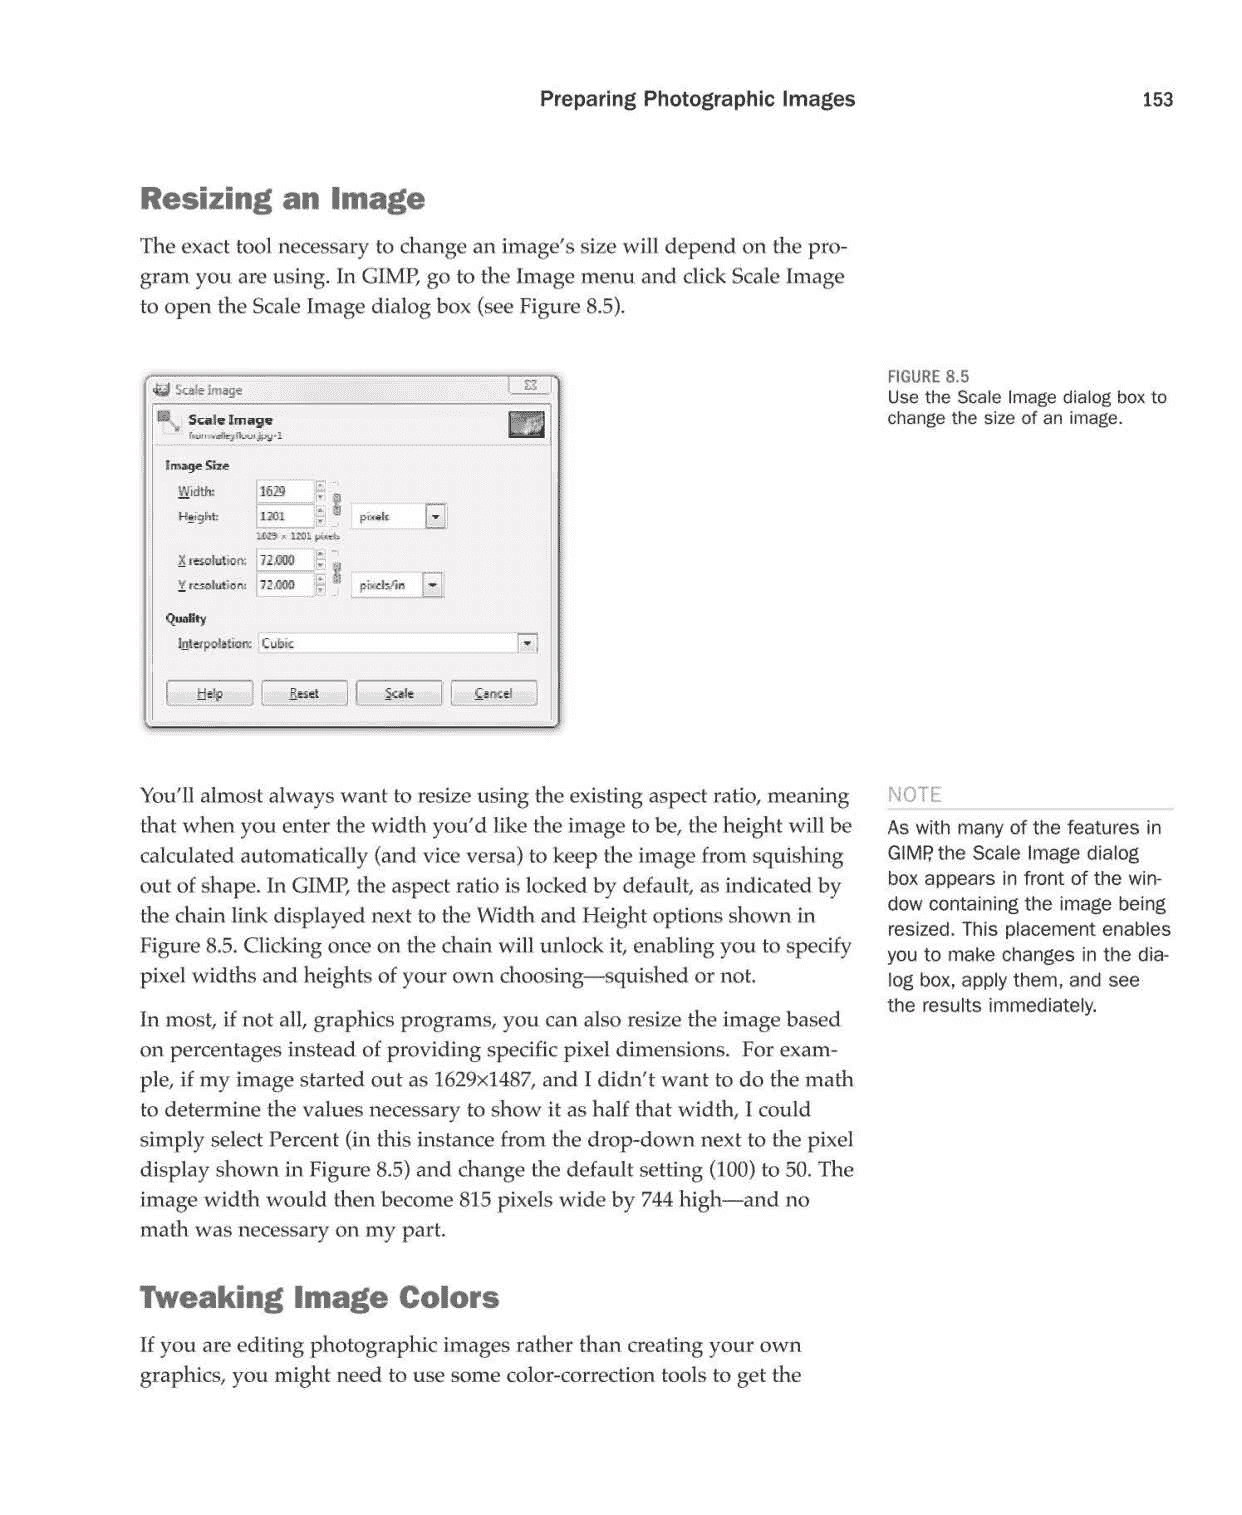 Preparing Photographic Images 153
Resizing an Image
The exact tool necessary to change an image's size will depend on the pro-
gram you are using. In GIMP, go to the Image menu and click Scale Image
to open the Scale Image dialog box (see Figure 8.5).
Scale Image
Scale Image
fromvalleyfloor.jpg-1
Image Size
Width: 1629
Height: 1201 pixels
1629 × 1201 pixels
X resolution: 72.000
Y resolution: 72.000 pixels/in
Quality
Interpolation: Cubic
Help Reset Scale Cancel
FIGURE 8.5
Use the Scale Image dialog box to
change the size of an image.
You'll almost always want to resize using the existing aspect ratio, meaning
that when you enter the width you'd like the image to be, the height will be
calculated automatically (and vice versa) to keep the image from squishing
out of shape. In GIMP, the aspect ratio is locked by default, as indicated by
the chain link displayed next to the Width and Height options shown in
Figure 8.5. Clicking once on the chain will unlock it, enabling you to specify
pixel widths and heights of your own choosing—squished or not.
In most, if not all, graphics programs, you can also resize the image based
on percentages instead of providing specific pixel dimensions. For exam-
ple, if my image started out as 1629×1487, and I didn't want to do the math
to determine the values necessary to show it as half that width, I could
simply select Percent (in this instance from the drop-down next to the pixel
display shown in Figure 8.5) and change the default setting (100) to 50. The
image width would then become 815 pixels wide by 744 high—and no
math was necessary on my part.
NOTE
As with many of the features in
GIMP, the Scale Image dialog
box appears in front of the win-
dow containing the image being
resized. This placement enables
you to make changes in the dia-
log box, apply them, and see
the results immediately.
Tweaking Image Colors
If you are editing photographic images rather than creating your own
graphics, you might need to use some color-correction tools to get the